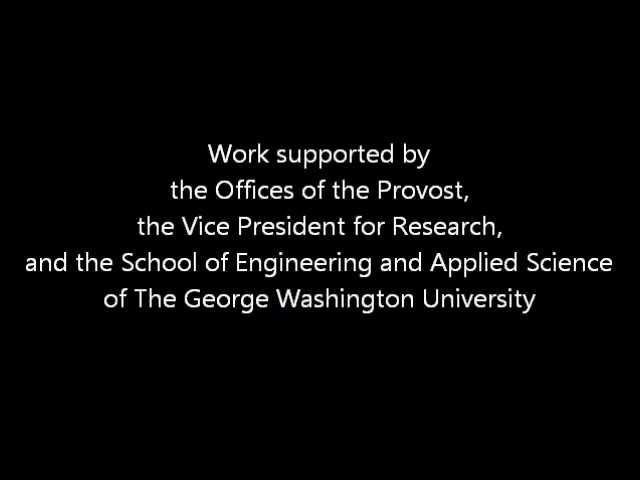 Work supported by
the Offices of the Provost,
the Vice President for Research,
and the School of Engineering and Applied Science
of The George Washington University